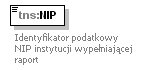 tns:NIP
Identyfikator podatkowy
NIP instytucji wypełniającej
raport